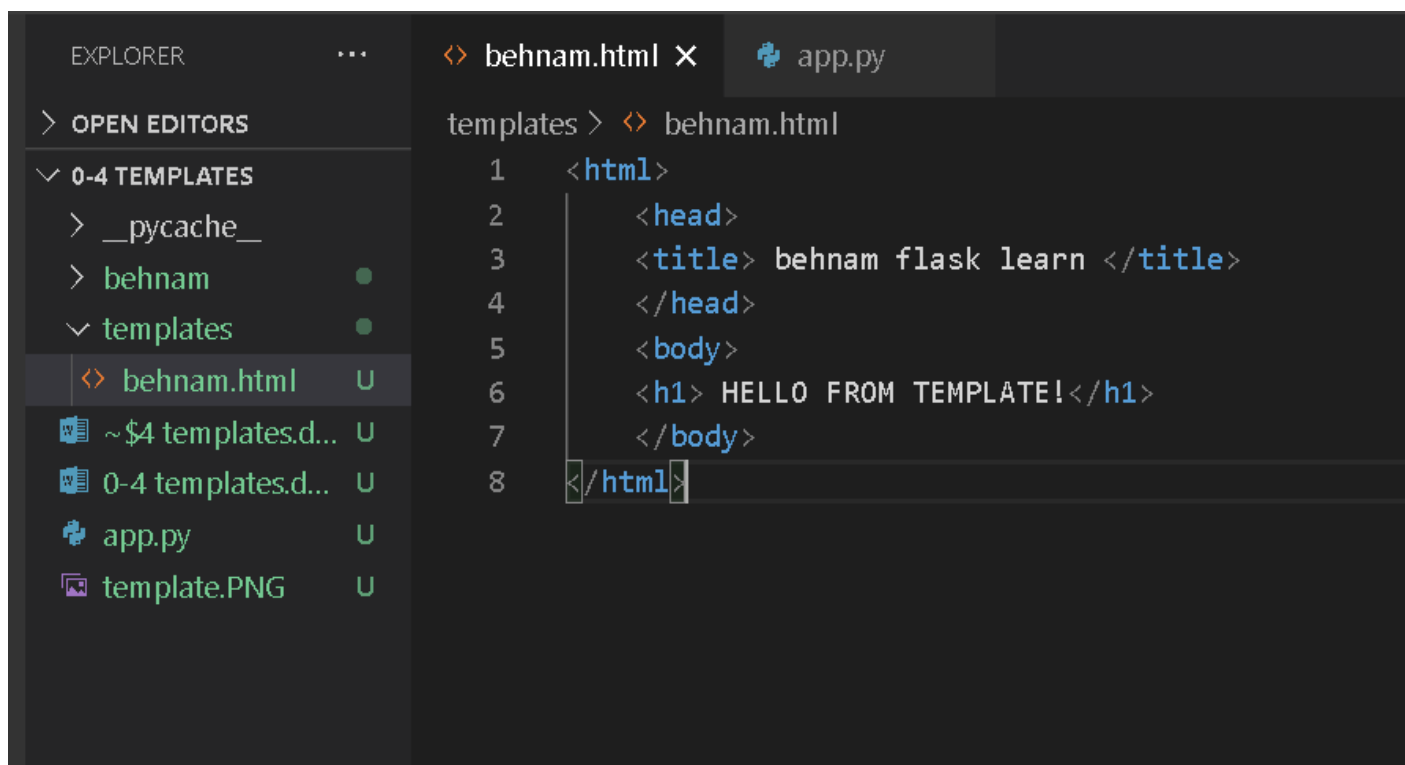 EXPLORER ···
behnam.html × app.py
> OPEN EDITORS
templates > behnam.html
0-4 TEMPLATES
> __pycache__
> behnam
templates
behnam.html U
~$4 templates.d... U
0-4 templates.d... U
app.py U
template.PNG U
1 <html>
2 <head>
3 <title> behnam flask learn </title>
4 </head>
5 <body>
6 <h1> HELLO FROM TEMPLATE!</h1>
7 </body>
8 </html>